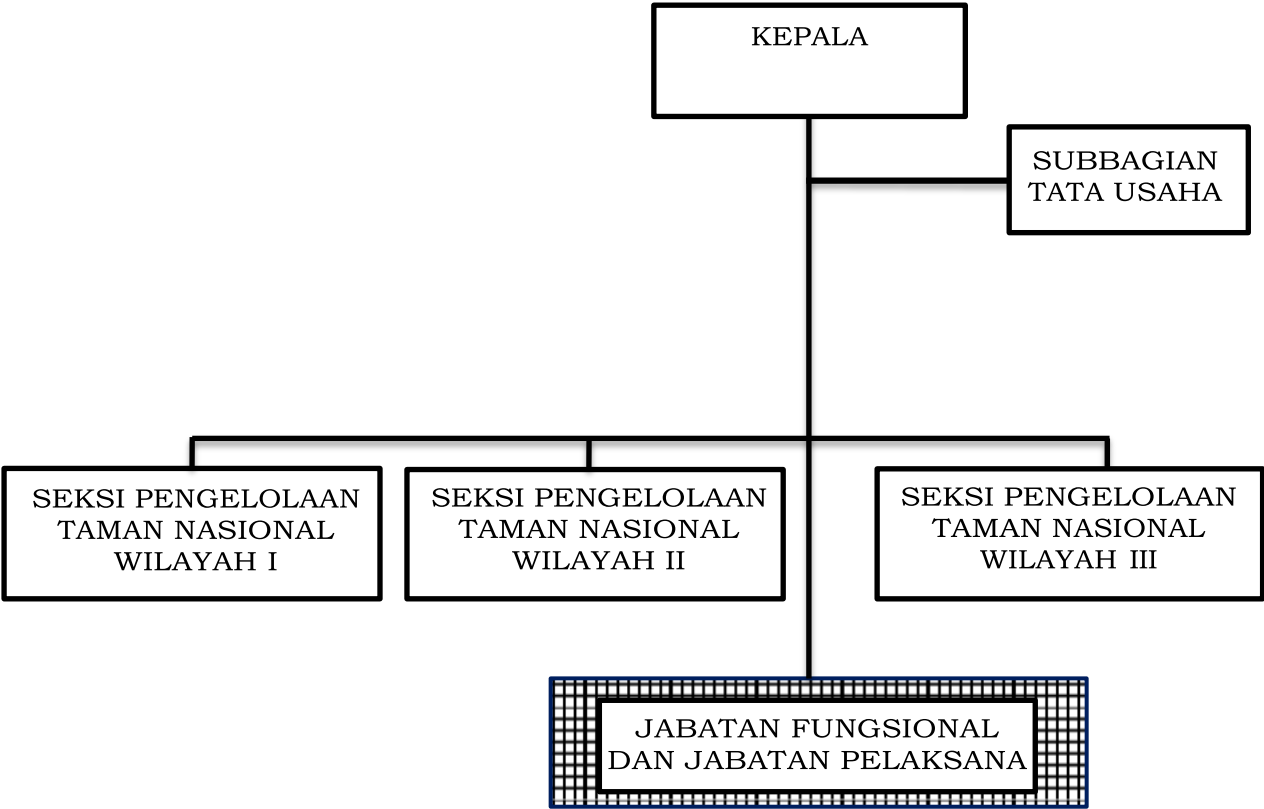 KEPALA
SUBBAGIAN
TATA USAHA
SEKSI PENGELOLAAN
TAMAN NASIONAL
WILAYAH I
SEKSI PENGELOLAAN
TAMAN NASIONAL
WILAYAH II
SEKSI PENGELOLAAN
TAMAN NASIONAL
WILAYAH III
JABATAN FUNGSIONAL
DAN JABATAN PELAKSANA